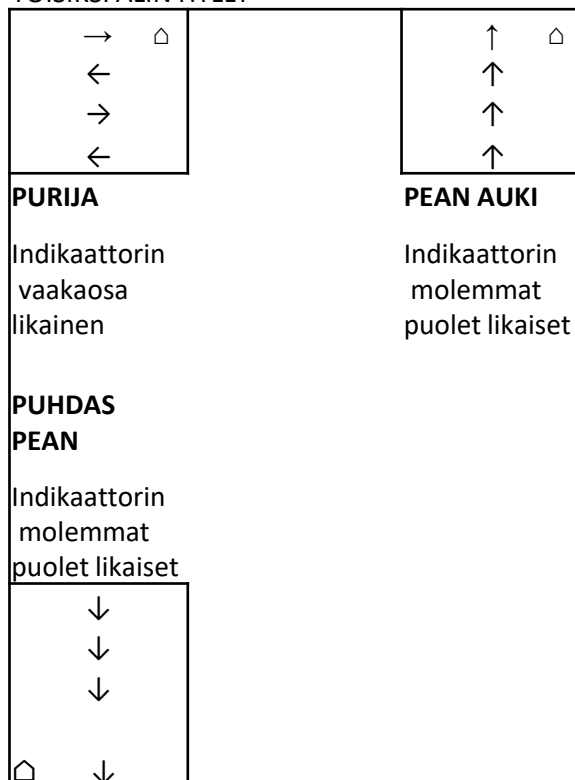 PURIJA
PEAN AUKI
Indikaattorin
vaakaosa
likainen
Indikaattorin
molemmat
puolet likaiset
PUHDAS
PEAN
Indikaattorin
molemmat
puolet likaiset